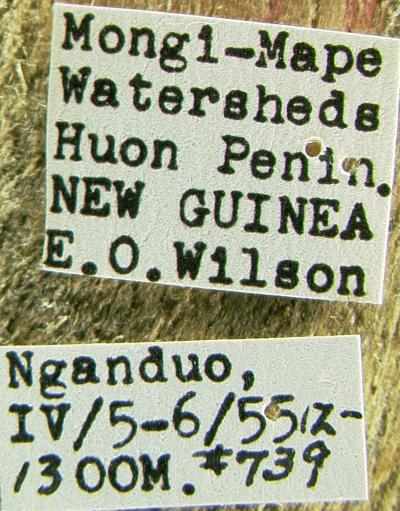 Mongi-Mape
Watersheds
Huon Penin.
NEW GUINEA
E.O.Wilson
Nganduo,
IV/5-6/55,12-
1300M. #739